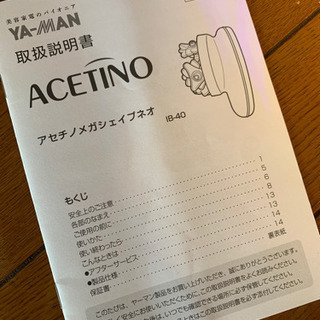 美容家電のパイオニア
YA-MAN
取扱説明書
ACETINO
アセチノメガシェイプネオ IB-40
もくじ
安全上のご注意 1
各部のなまえ 5
ご使用の前に 6
使いかた 8
使い終わったら 13
こんなときは 13
●アフターサービス 14
●製品仕様 14
保証書 裏表紙
このたびは、ヤーマン製品をお買い上げいただき、誠にありがとうございます。